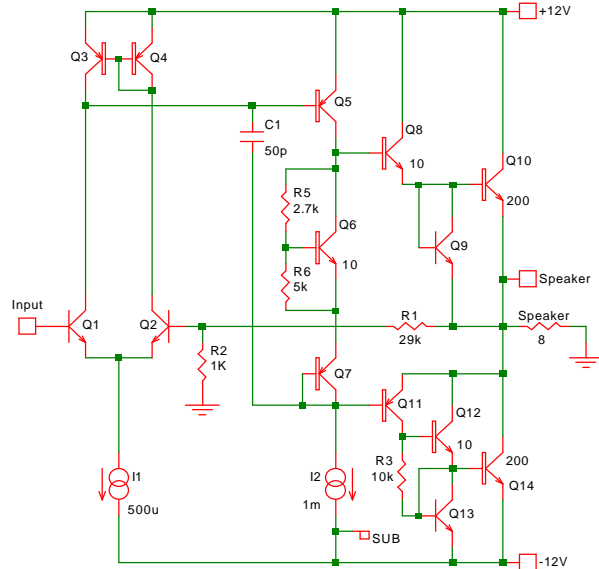 +12V
Q3
Q4
Q5
C1
50p
Q8
10
Q10
200
R5
2.7k
Q6
10
R6
5k
Q9
Speaker
Input
Q1
Q2
R1
29k
Speaker
8
R2
1K
Q7
Q11
Q12
10
R3
10k
200
Q14
I1
500u
I2
1m
Q13
SUB
-12V